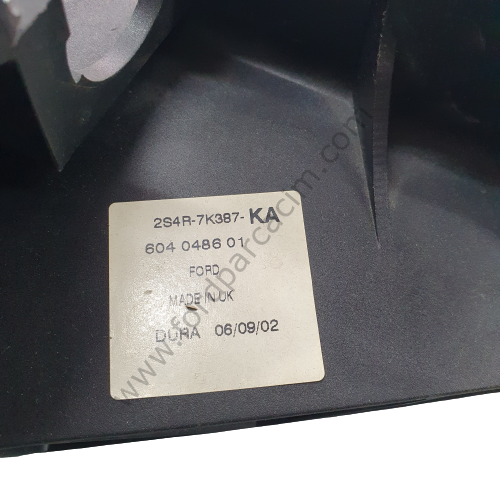 2S4R-7K387-KA
604 0486 01
FORD
MADE IN UK
DURA 06/09/02
www.fordparcacim.com